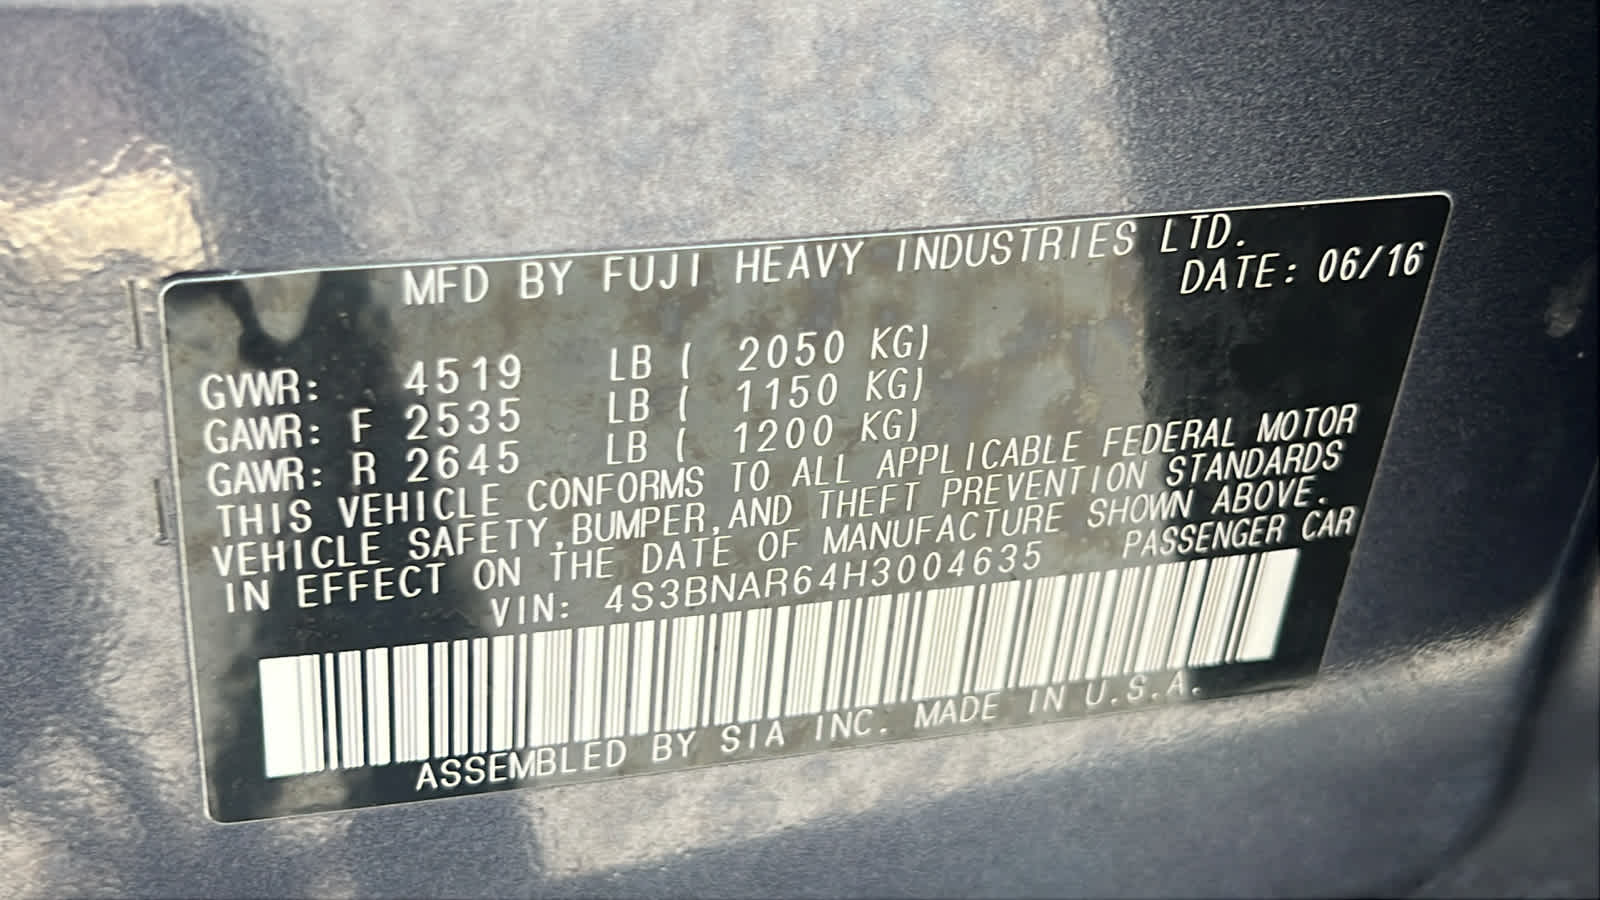 MFD BY FUJI HEAVY INDUSTRIES LTD.
DATE: 06/16
GVWR: 4519 LB ( 2050 KG)
GAWR: F 2535 LB ( 1150 KG)
GAWR: R 2645 LB ( 1200 KG)
THIS VEHICLE CONFORMS TO ALL APPLICABLE FEDERAL MOTOR
VEHICLE SAFETY,BUMPER,AND THEFT PREVENTION STANDARDS
IN EFFECT ON THE DATE OF MANUFACTURE SHOWN ABOVE.
VIN: 4S3BNAR64H3004635 PASSENGER CAR
ASSEMBLED BY SIA INC. MADE IN U.S.A.